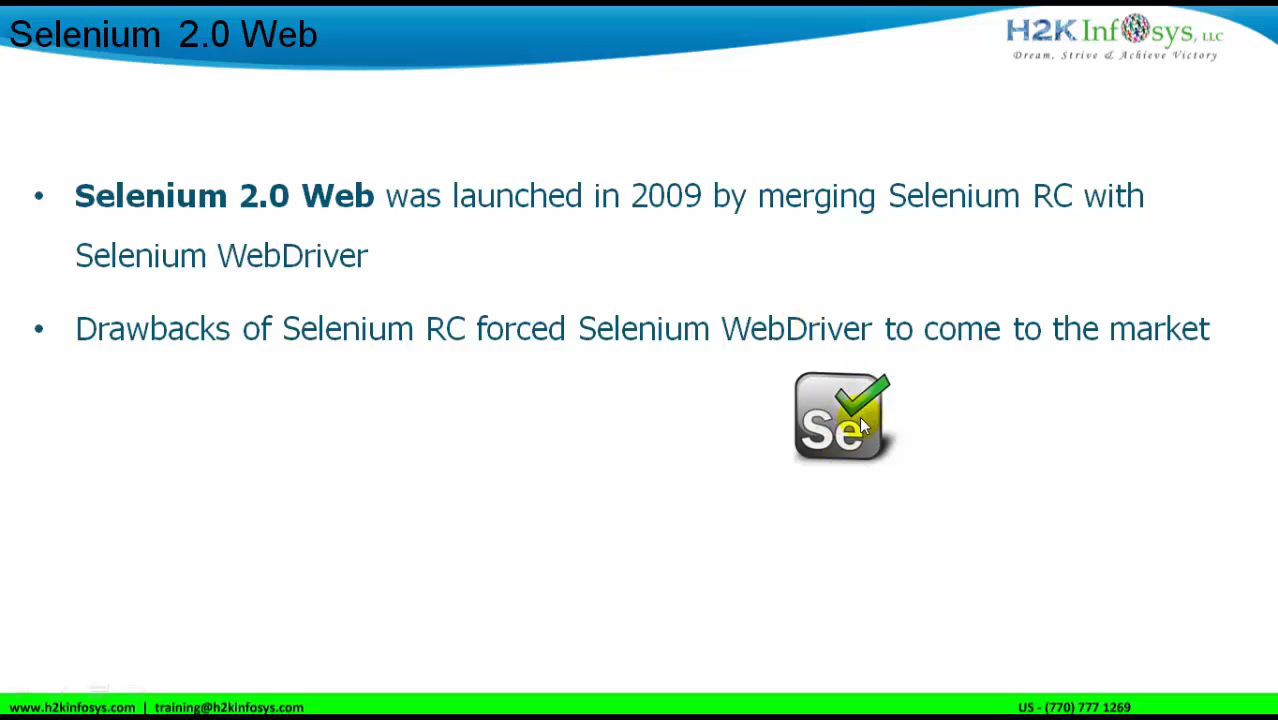 Selenium 2.0 Web
H2K Infosys, LLC
Dream, Strive & Achieve Victory
• Selenium 2.0 Web was launched in 2009 by merging Selenium RC with
Selenium WebDriver
• Drawbacks of Selenium RC forced Selenium WebDriver to come to the market
Se
www.h2kinfosys.com | training@h2kinfosys.com
US - (770) 777 1269